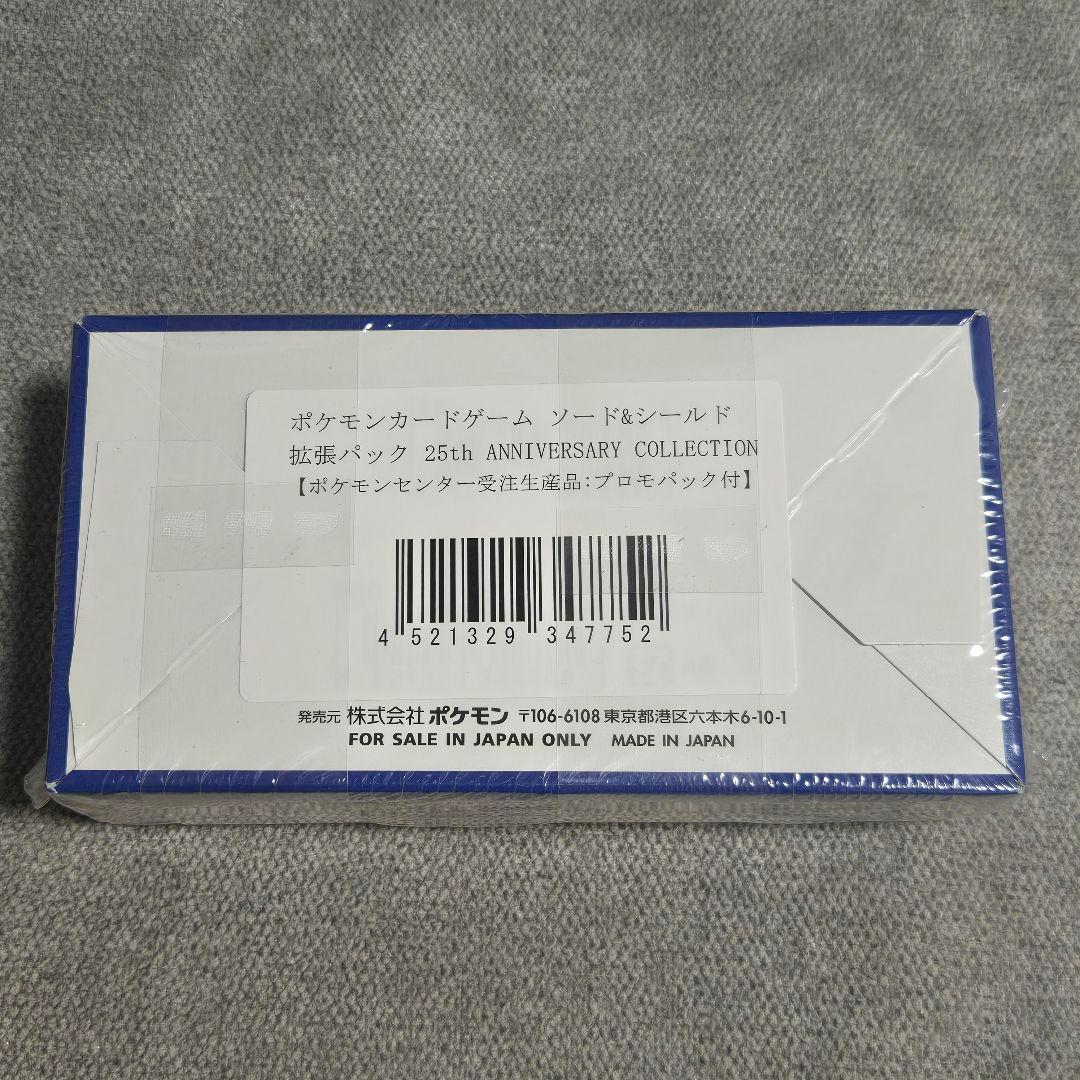 ポケモンカードゲーム ソード&シールド
拡張パック 25th ANNIVERSARY COLLECTION
【ポケモンセンター受注生産品:プロモパック付】
4 521329 347752
発売元 株式会社ポケモン 〒106-6108 東京都港区六本木6-10-1
FOR SALE IN JAPAN ONLY MADE IN JAPAN